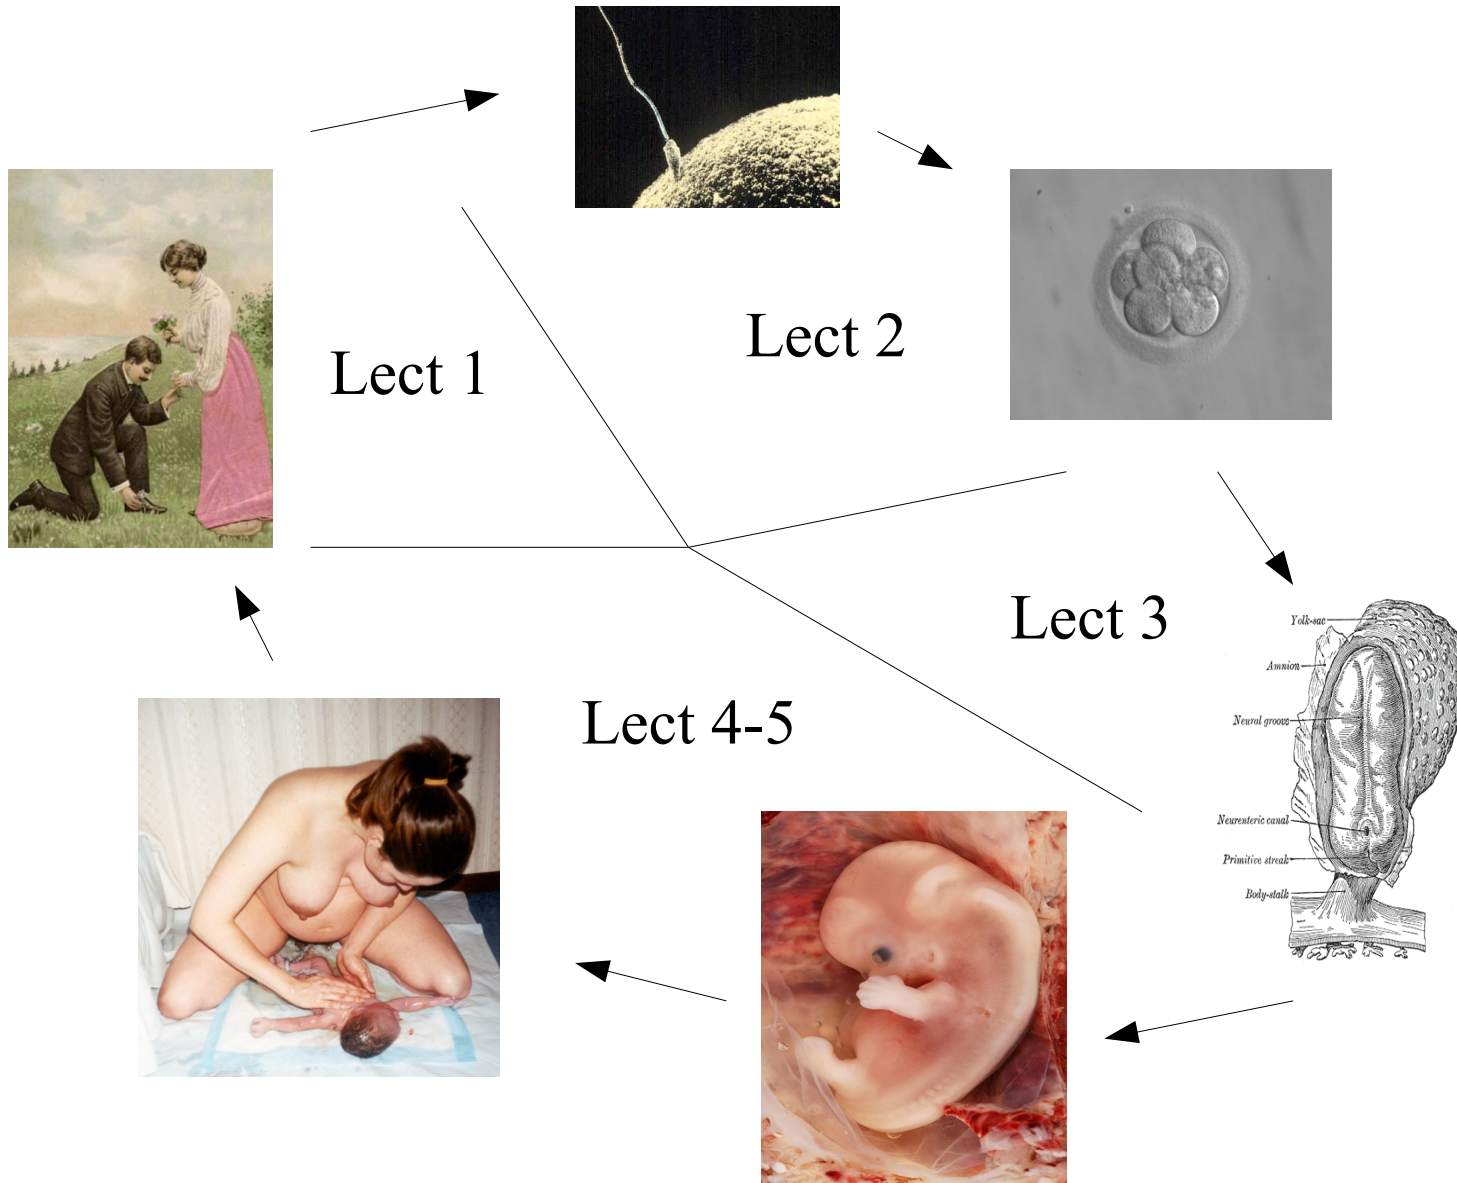 Lect 1
Lect 2
Lect 3
Lect 4-5
Yolk-sac
Amnion
Neural groove
Neurenteric canal
Primitive streak
Body-stalk